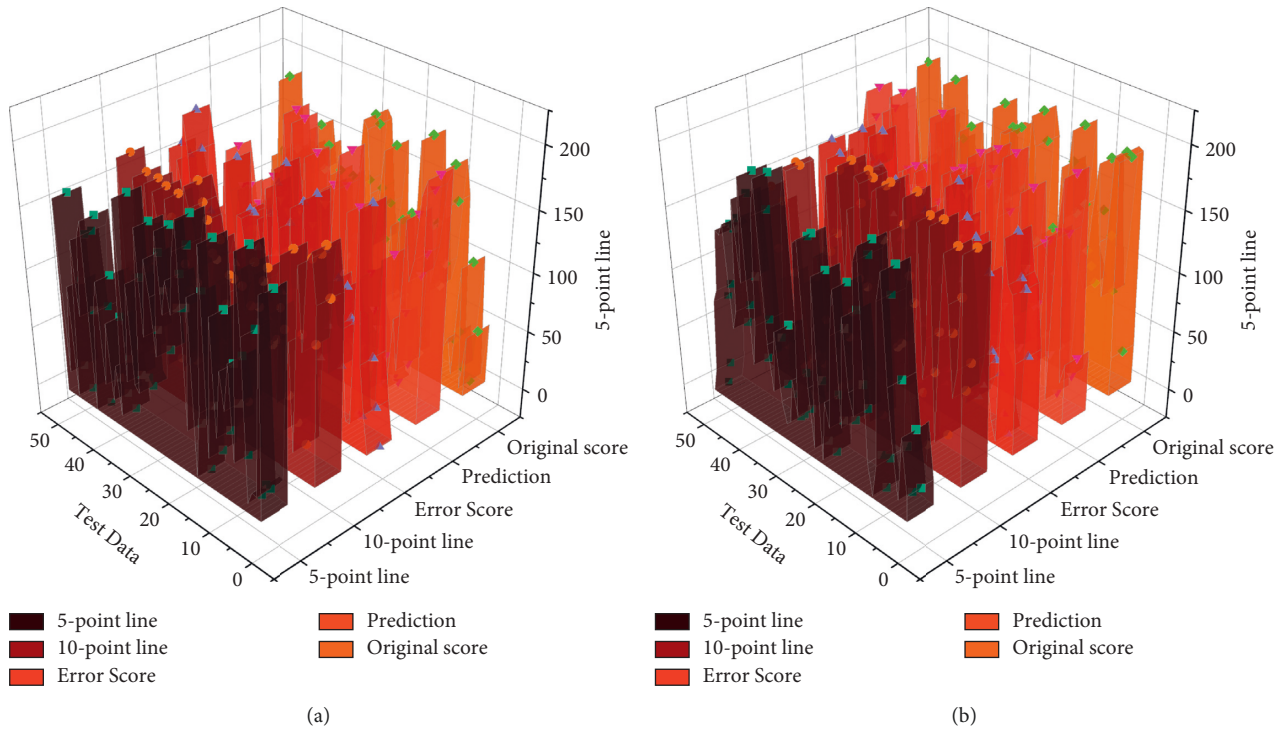 200
150
100
50
0
5-point line
50
40
30
20
10
0
Test Data
Original score
Prediction
Error Score
10-point line
5-point line
5-point line
10-point line
Error Score
Prediction
Original score
(a)
200
150
100
50
0
5-point line
50
40
30
20
10
0
Test Data
Original score
Prediction
Error Score
10-point line
5-point line
5-point line
10-point line
Error Score
Prediction
Original score
(b)